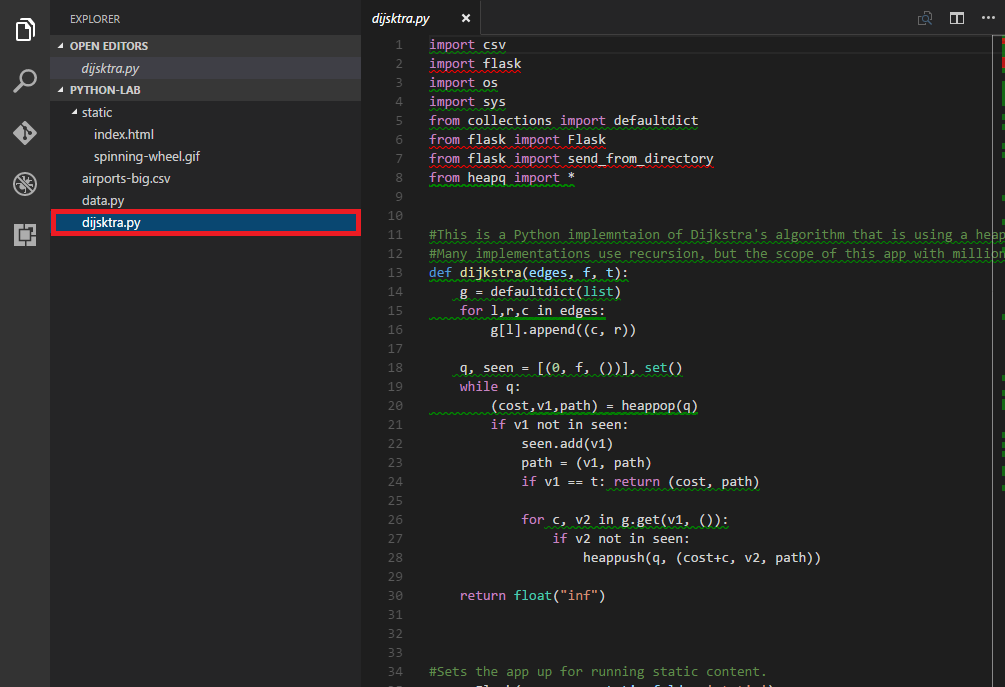 EXPLORER
OPEN EDITORS
dijsktra.py
PYTHON-LAB
static
index.html
spinning-wheel.gif
airports-big.csv
data.py
dijsktra.py
dijsktra.py ×
1 import csv
2 import flask
3 import os
4 import sys
5 from collections import defaultdict
6 from flask import Flask
7 from flask import send_from_directory
8 from heapq import *
9
10
11 #This is a Python implemntaion of Dijkstra's algorithm that is using a heap
12 #Many implementations use recursion, but the scope of this app with million
13 def dijkstra(edges, f, t):
14     g = defaultdict(list)
15     for l,r,c in edges:
16         g[l].append((c, r))
17
18     q, seen = [(0, f, ())], set()
19     while q:
20         (cost,v1,path) = heappop(q)
21         if v1 not in seen:
22             seen.add(v1)
23             path = (v1, path)
24             if v1 == t: return (cost, path)
25
26             for c, v2 in g.get(v1, ()):
27                 if v2 not in seen:
28                     heappush(q, (cost+c, v2, path))
29
30     return float("inf")
31
32
33
34 #Sets the app up for running static content.